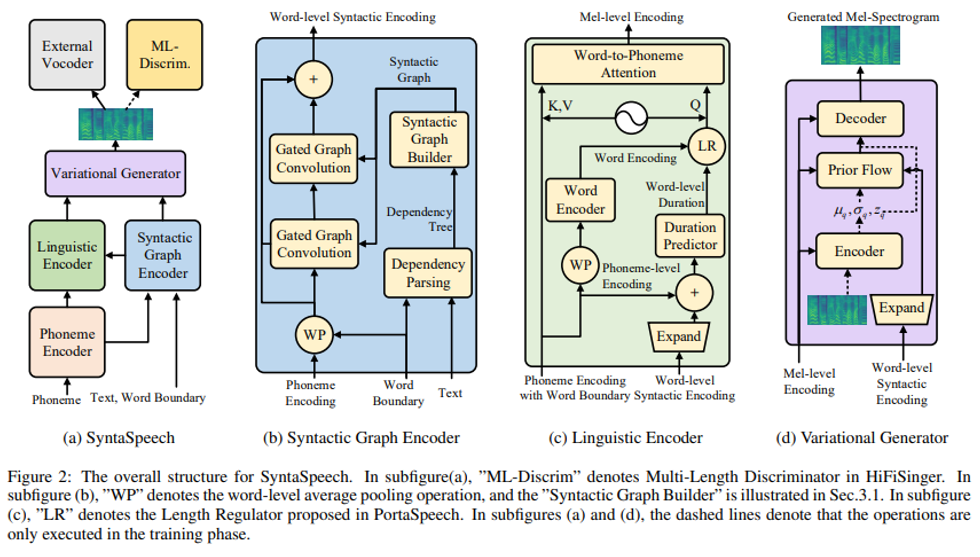 External
Vocoder
ML-
Discrim.
Variational Generator
Linguistic
Encoder
Syntactic
Graph
Encoder
Phoneme
Encoder
Phoneme
Text, Word Boundary
(a) SyntaSpeech
Word-level Syntactic Encoding
+
Syntactic
Graph
Gated Graph
Convolution
Syntactic
Graph
Builder
Dependency
Tree
Gated Graph
Convolution
Dependency
Parsing
WP
Phoneme
Encoding
Word
Boundary
Text
(b) Syntactic Graph Encoder
Mel-level Encoding
Word-to-Phoneme
Attention
K,V
Q
LR
Word Encoding
Word
Encoder
Word-level
Duration
Duration
Predictor
WP
Phoneme-level
Encoding
+
Expand
Phoneme Encoding
with Word Boundary
Word-level
Syntactic Encoding
(c) Linguistic Encoder
Generated Mel-Spectrogram
Decoder
Prior Flow
μq, σq, zq
Encoder
Expand
Mel-level
Encoding
Word-level
Syntactic
Encoding
(d) Variational Generator
Figure 2: The overall structure for SyntaSpeech. In subfigure(a), ”ML-Discrim” denotes Multi-Length Discriminator in HiFiSinger. In
subfigure (b), ”WP” denotes the word-level average pooling operation, and the ”Syntactic Graph Builder” is illustrated in Sec.3.1. In subfigure
(c), ”LR” denotes the Length Regulator proposed in PortaSpeech. In subfigures (a) and (d), the dashed lines denote that the operations are
only executed in the training phase.